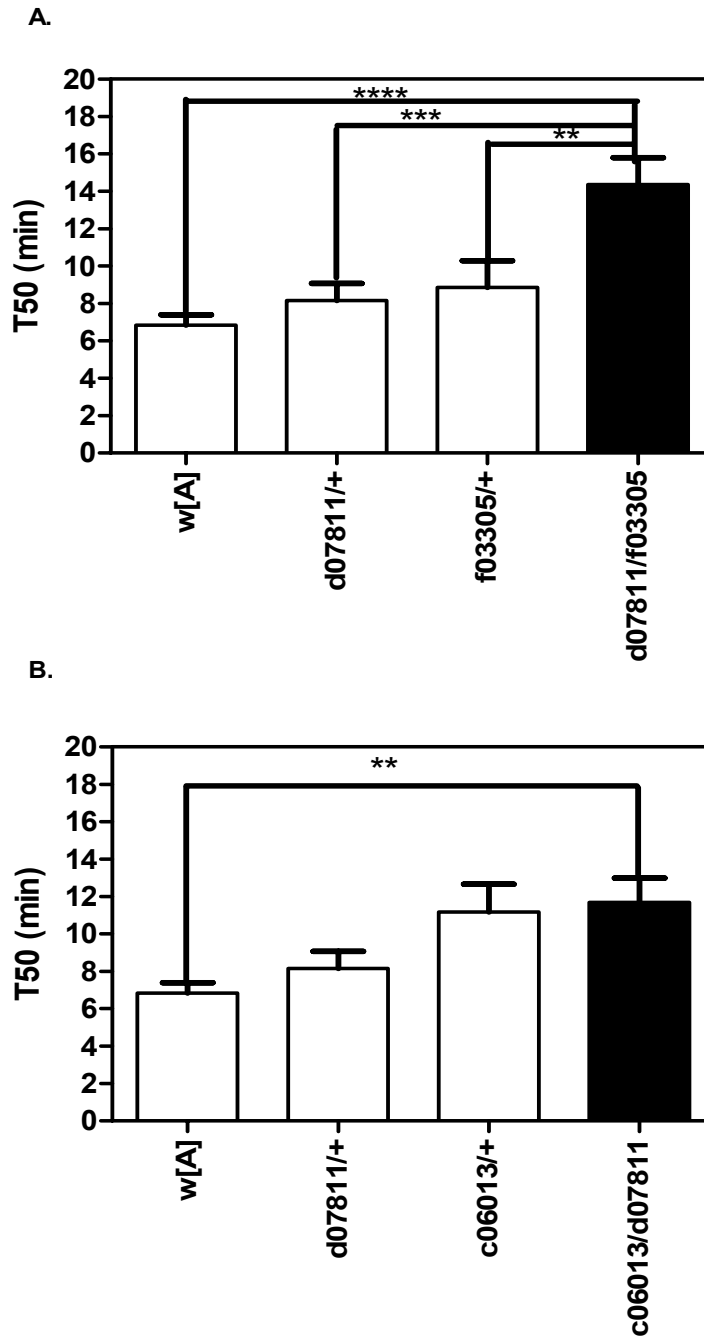 A.
20
18
16
14
12
10
8
6
4
2
0
T50 (min)
****
***
**
w[A]
d07811/+
f03305/+
d07811/f03305
B.
20
18
16
14
12
10
8
6
4
2
0
T50 (min)
**
w[A]
d07811/+
c06013/+
c06013/d07811